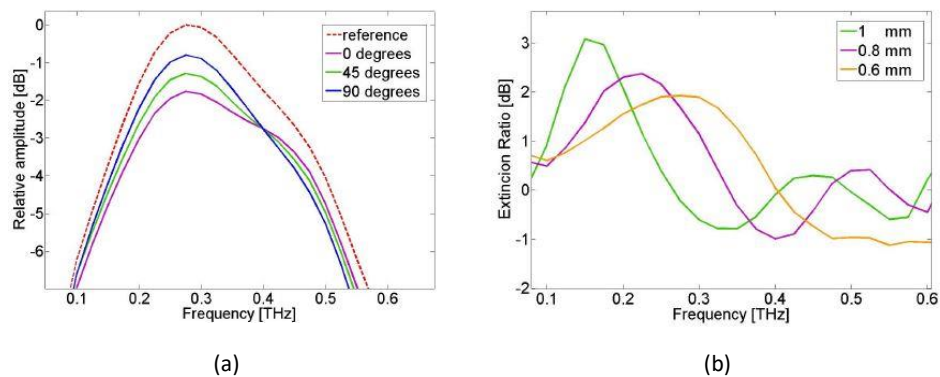 0
-1
-2
-3
-4
-5
-6
Relative amplitude [dB]
reference
0 degrees
45 degrees
90 degrees
0.1 0.2 0.3 0.4 0.5 0.6
Frequency [THz]
(a)
3
2
1
0
-1
-2
Extincion Ratio [dB]
1 mm
0.8 mm
0.6 mm
0.1 0.2 0.3 0.4 0.5 0.6
Frequency [THz]
(b)